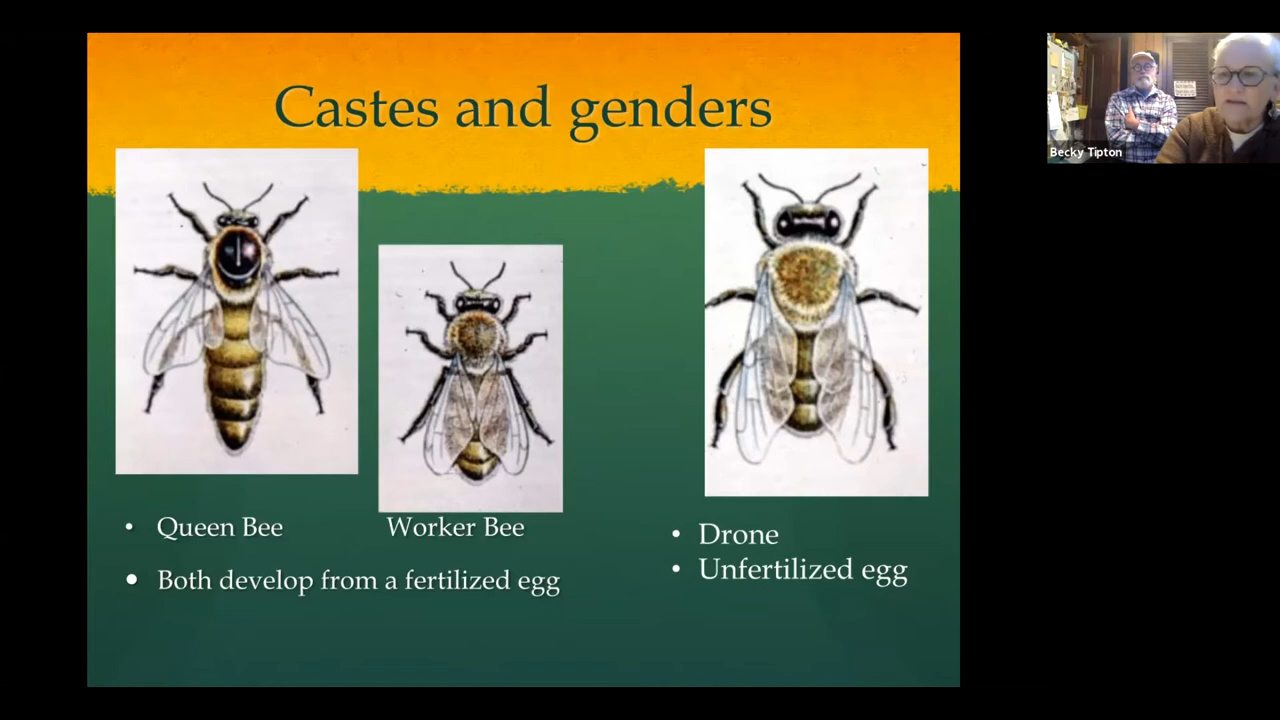 Castes and genders
• Queen Bee
Worker Bee
• Both develop from a fertilized egg
• Drone
• Unfertilized egg
Becky Tipton